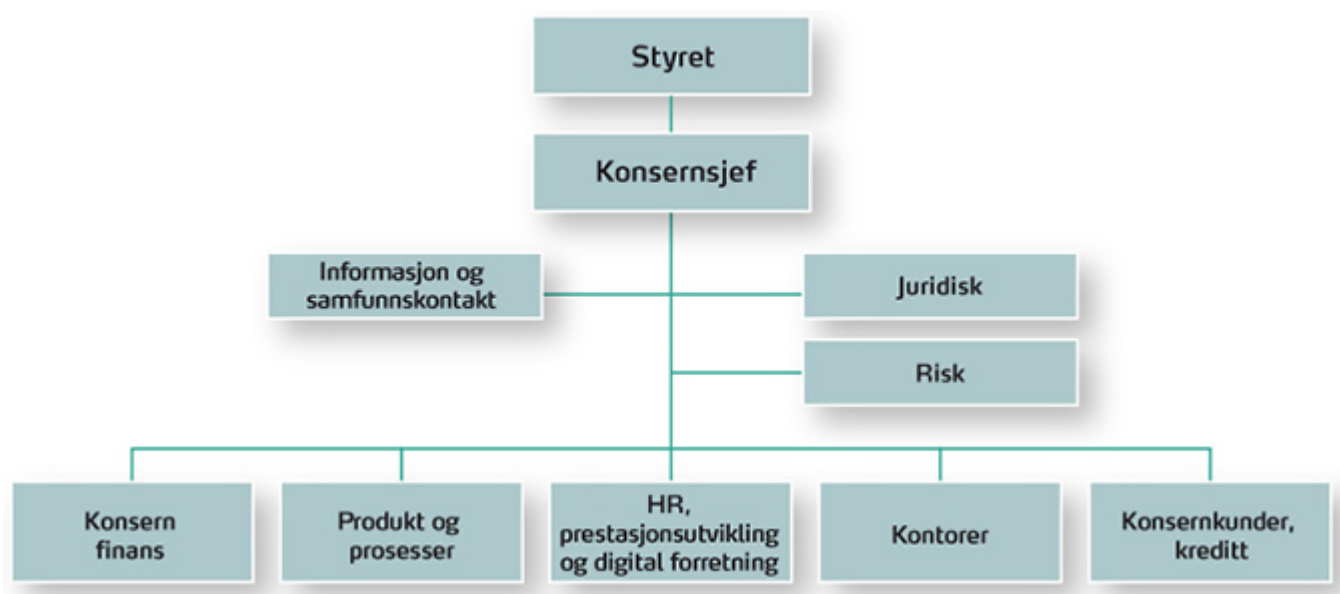 Styret
Konsernsjef
Informasjon og
samfunnskontakt
Juridisk
Risk
Konsern
finans
Produkt og
prosesser
HR,
prestasjonsutvikling
og digital forretning
Kontorer
Konsernkunder,
kreditt